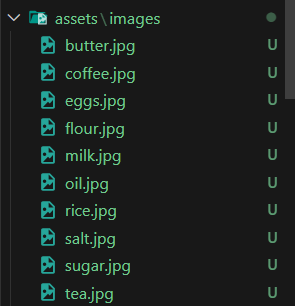 assets\images
butter.jpg U
coffee.jpg U
eggs.jpg U
flour.jpg U
milk.jpg U
oil.jpg U
rice.jpg U
salt.jpg U
sugar.jpg U
tea.jpg U